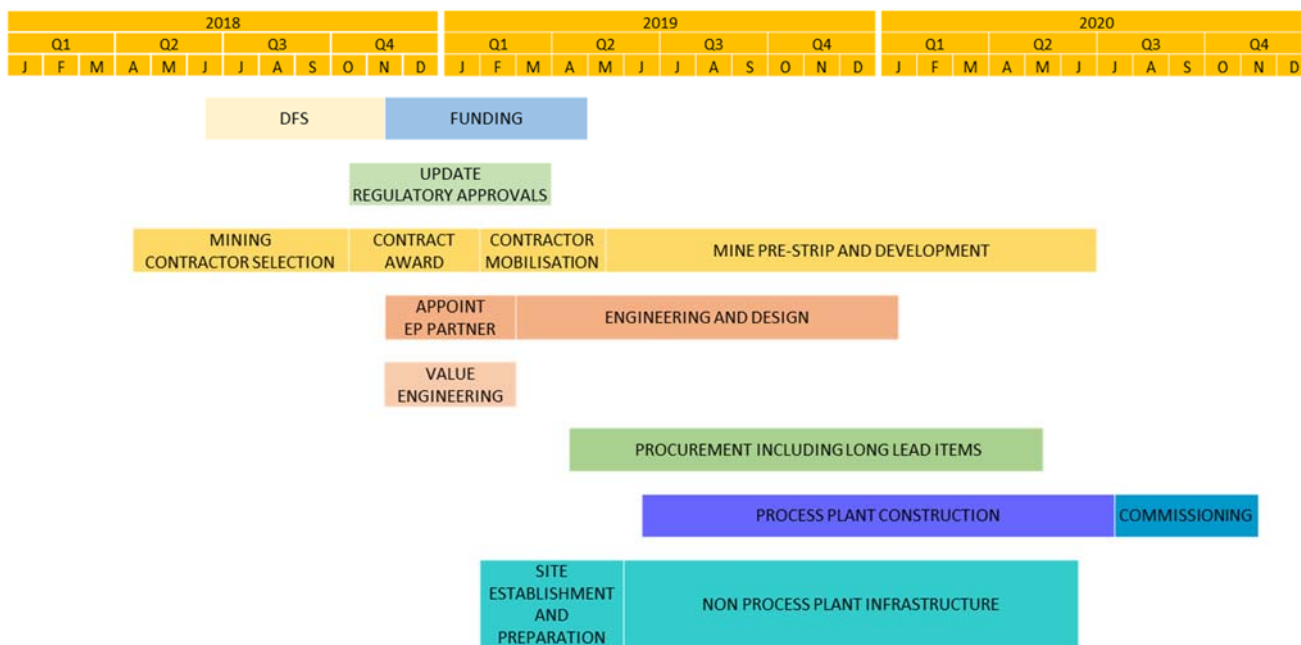 2018 2019 2020
Q1 Q2 Q3 Q4 Q1 Q2 Q3 Q4 Q1 Q2 Q3 Q4
J F M A M J J A S O N D J F M A M J J A S O N D J F M A M J J A S O N D
DFS FUNDING
UPDATE
REGULATORY APPROVALS
MINING CONTRACT CONTRACTOR MINE PRE-STRIP AND DEVELOPMENT
CONTRACTOR SELECTION AWARD MOBILISATION
APPOINT ENGINEERING AND DESIGN
EP PARTNER
VALUE
ENGINEERING
PROCUREMENT INCLUDING LONG LEAD ITEMS
PROCESS PLANT CONSTRUCTION COMMISSIONING
SITE
ESTABLISHMENT NON PROCESS PLANT INFRASTRUCTURE
AND
PREPARATION